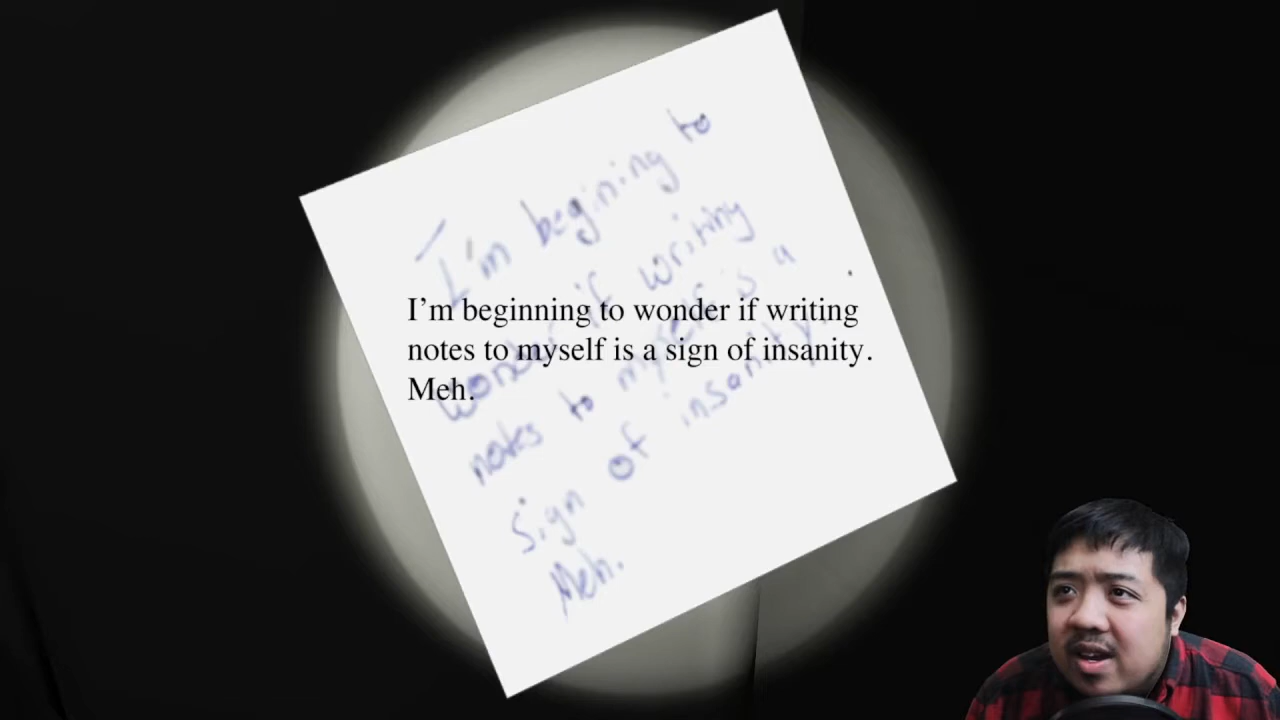 I'm begining to
wonder if writing
notes to myself is a
sign of insanity.
Meh.
I’m beginning to wonder if writing
notes to myself is a sign of insanity.
Meh.